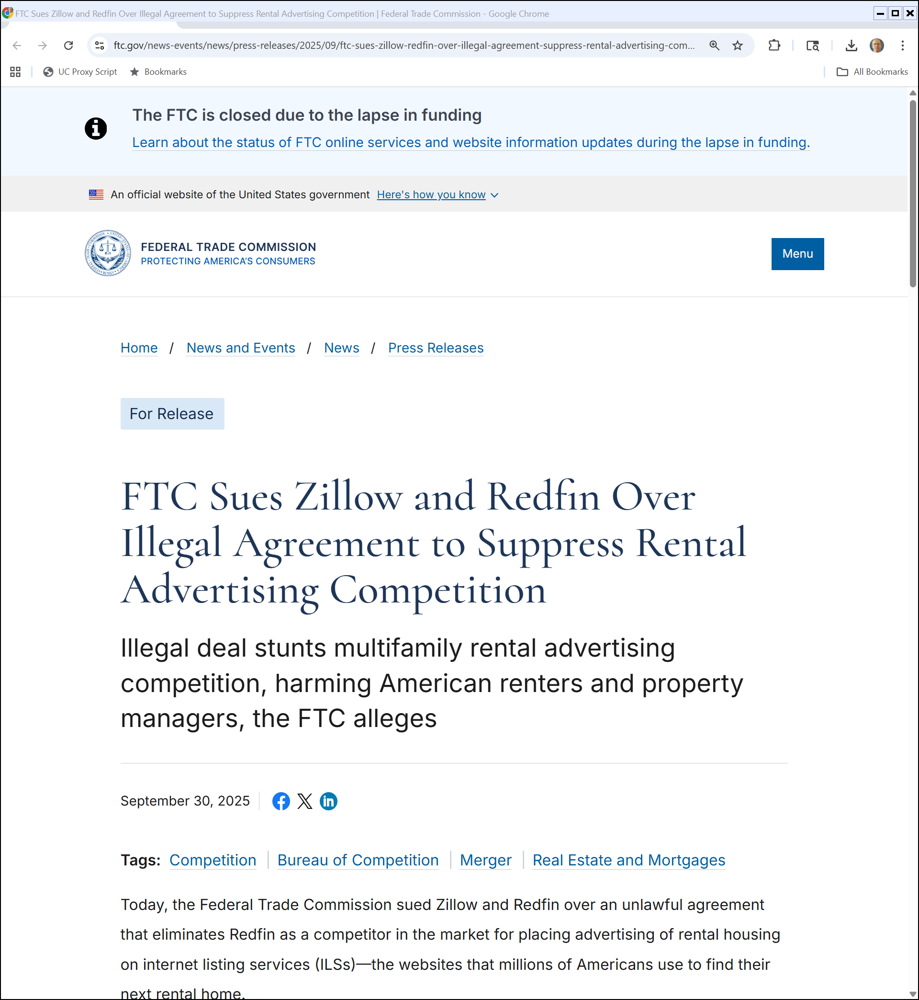 FTC Sues Zillow and Redfin Over Illegal Agreement to Suppress Rental Advertising Competition | Federal Trade Commission - Google Chrome
ftc.gov/news-events/news/press-releases/2025/09/ftc-sues-zillow-redfin-over-illegal-agreement-suppress-rental-advertising-com...
UC Proxy Script Bookmarks All Bookmarks
The FTC is closed due to the lapse in funding
Learn about the status of FTC online services and website information updates during the lapse in funding.
An official website of the United States government Here's how you know
FEDERAL TRADE COMMISSION
PROTECTING AMERICA'S CONSUMERS
Menu
Home / News and Events / News / Press Releases
For Release
FTC Sues Zillow and Redfin Over
Illegal Agreement to Suppress Rental
Advertising Competition
Illegal deal stunts multifamily rental advertising
competition, harming American renters and property
managers, the FTC alleges
September 30, 2025
Tags: Competition | Bureau of Competition | Merger | Real Estate and Mortgages
Today, the Federal Trade Commission sued Zillow and Redfin over an unlawful agreement
that eliminates Redfin as a competitor in the market for placing advertising of rental housing
on internet listing services (ILSs)—the websites that millions of Americans use to find their
next rental home.